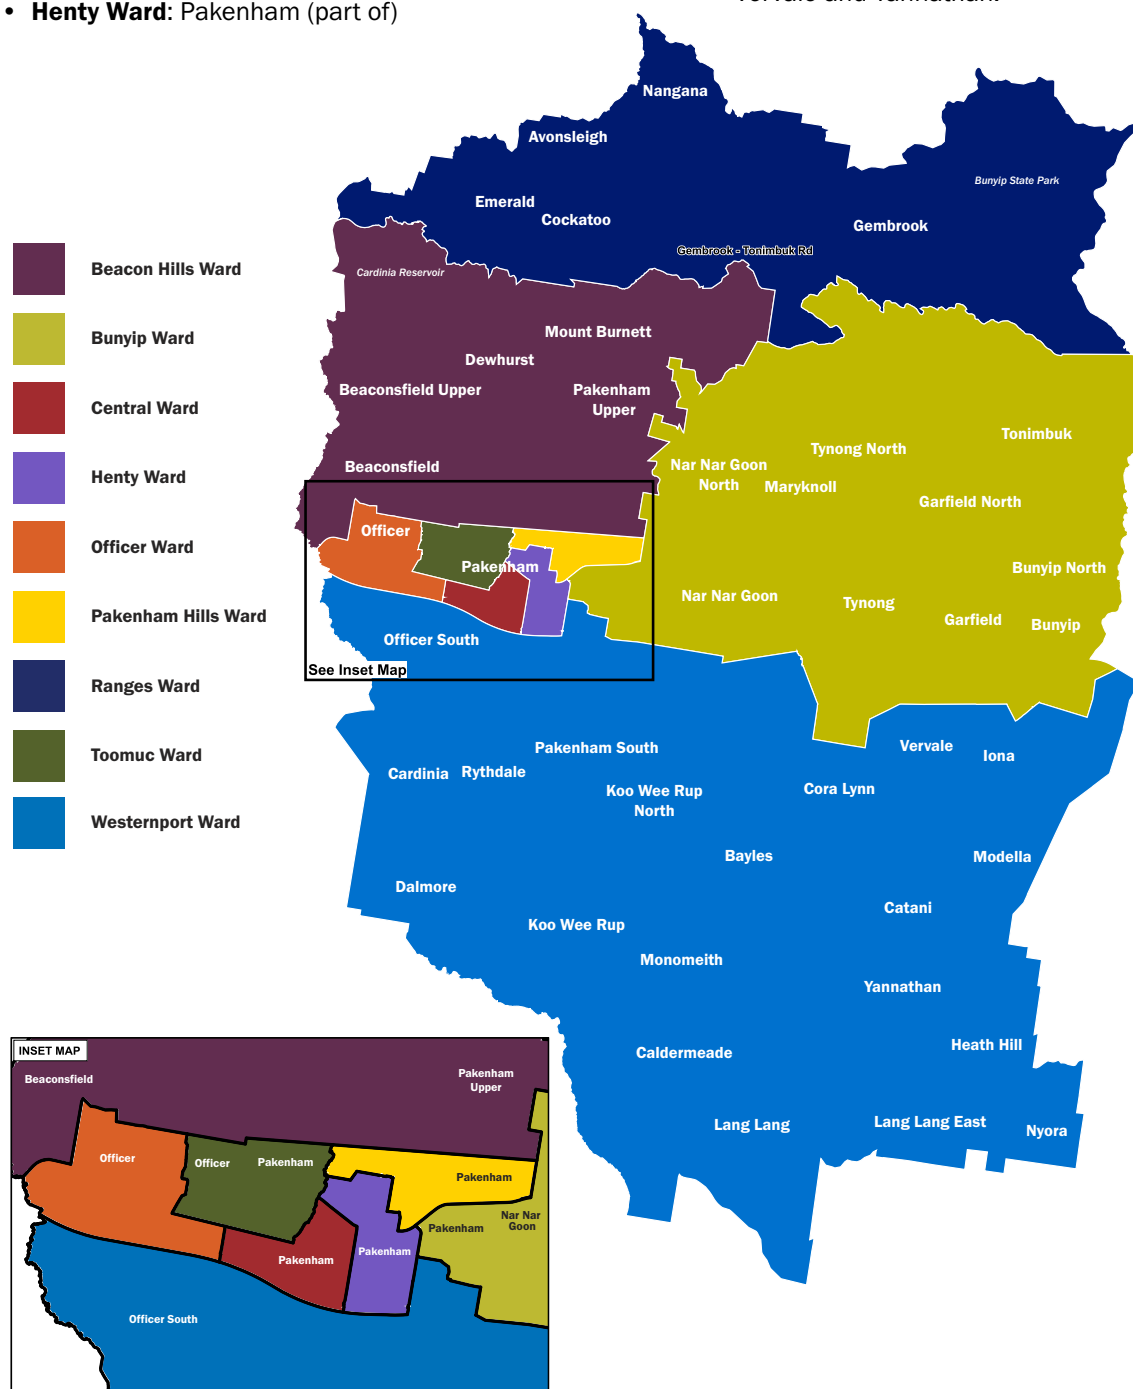 • Henty Ward: Pakenham (part of)
Vervale and Yannathan.
Nangana
Avonsleigh
Bunyip State Park
Emerald
Cockatoo
Gembrook
Gembrook - Tonimbuk Rd
Cardinia Reservoir
Beacon Hills Ward
Bunyip Ward
Central Ward
Henty Ward
Officer Ward
Pakenham Hills Ward
Ranges Ward
Toomuc Ward
Westernport Ward
Mount Burnett
Dewhurst
Beaconsfield Upper
Pakenham
Upper
Tonimbuk
Tynong North
Beaconsfield
Nar Nar Goon
North
Maryknoll
Garfield North
Officer
Pakenham
Bunyip North
Nar Nar Goon
Tynong
Garfield
Bunyip
Officer South
See Inset Map
Pakenham South
Vervale
Iona
Cardinia
Rythdale
Koo Wee Rup
North
Cora Lynn
Bayles
Modella
Dalmore
Catani
Koo Wee Rup
Monomeith
Yannathan
Caldermeade
Heath Hill
Lang Lang
Lang Lang East
Nyora
INSET MAP
Beaconsfield
Pakenham
Upper
Officer
Officer
Pakenham
Pakenham
Nar Nar
Goon
Pakenham
Pakenham
Pakenham
Officer South